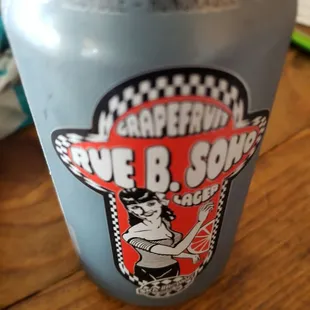 GRAPEFRUIT
RUE B. SOHO
LAGER